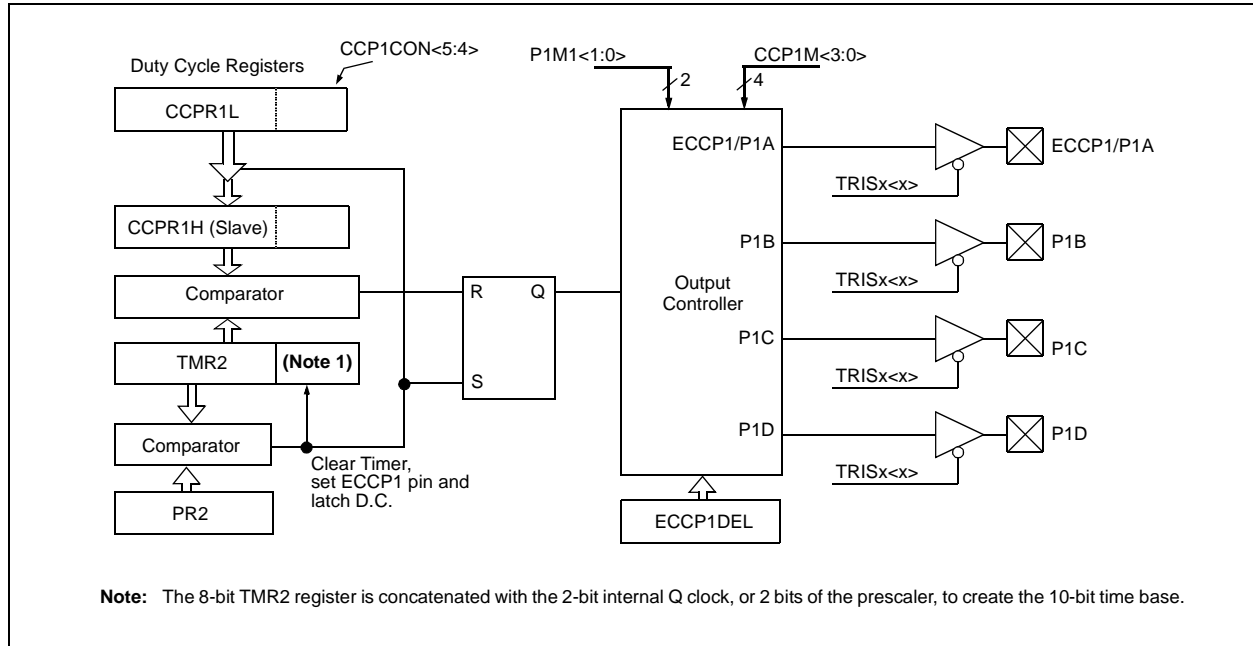 CCP1CON<5:4>
Duty Cycle Registers
CCPR1L
CCPR1H (Slave)
Comparator
TMR2
(Note 1)
Comparator
PR2
Clear Timer,
set ECCP1 pin and
latch D.C.
R
Q
S
P1M1<1:0>
2
CCP1M<3:0>
4
ECCP1/P1A
P1B
Output
Controller
P1C
P1D
ECCP1DEL
TRISx<x>
ECCP1/P1A
TRISx<x>
P1B
TRISx<x>
P1C
TRISx<x>
P1D
Note: The 8-bit TMR2 register is concatenated with the 2-bit internal Q clock, or 2 bits of the prescaler, to create the 10-bit time base.